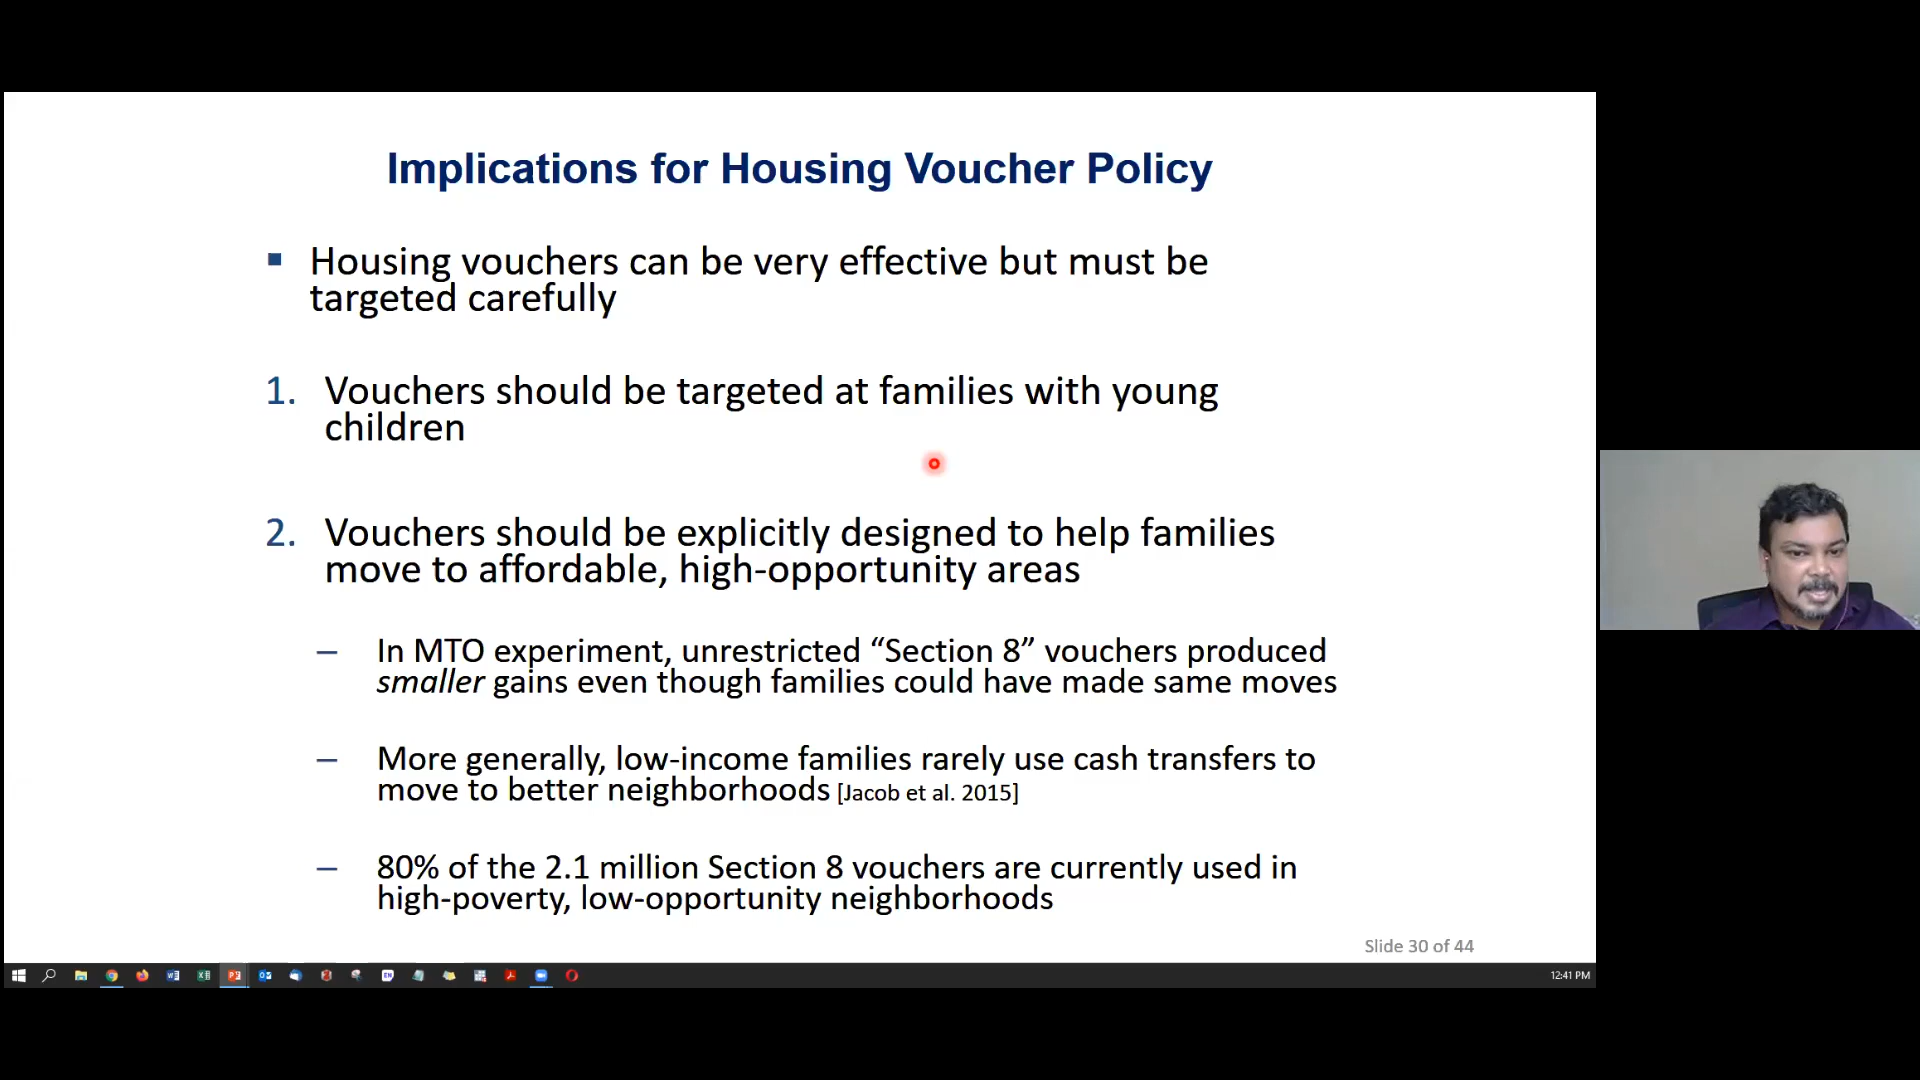 Implications for Housing Voucher Policy
Housing vouchers can be very effective but must be
targeted carefully
1. Vouchers should be targeted at families with young
children
2. Vouchers should be explicitly designed to help families
move to affordable, high-opportunity areas
– In MTO experiment, unrestricted “Section 8” vouchers produced
smaller gains even though families could have made same moves
– More generally, low-income families rarely use cash transfers to
move to better neighborhoods [Jacob et al. 2015]
– 80% of the 2.1 million Section 8 vouchers are currently used in
high-poverty, low-opportunity neighborhoods
Slide 30 of 44
12:41 PM